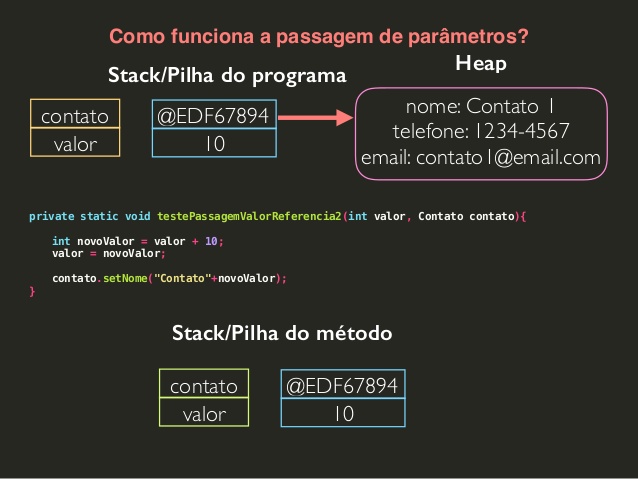 Como funciona a passagem de parâmetros?
Stack/Pilha do programa
Heap
contato
@EDF67894
valor
10
nome: Contato 1
telefone: 1234-4567
email: contato1@email.com
private static void testePassagemValorReferencia2(int valor, Contato contato){
int novoValor = valor + 10;
valor = novoValor;
contato.setNome("Contato"+novoValor);
}
Stack/Pilha do método
contato
@EDF67894
valor
10